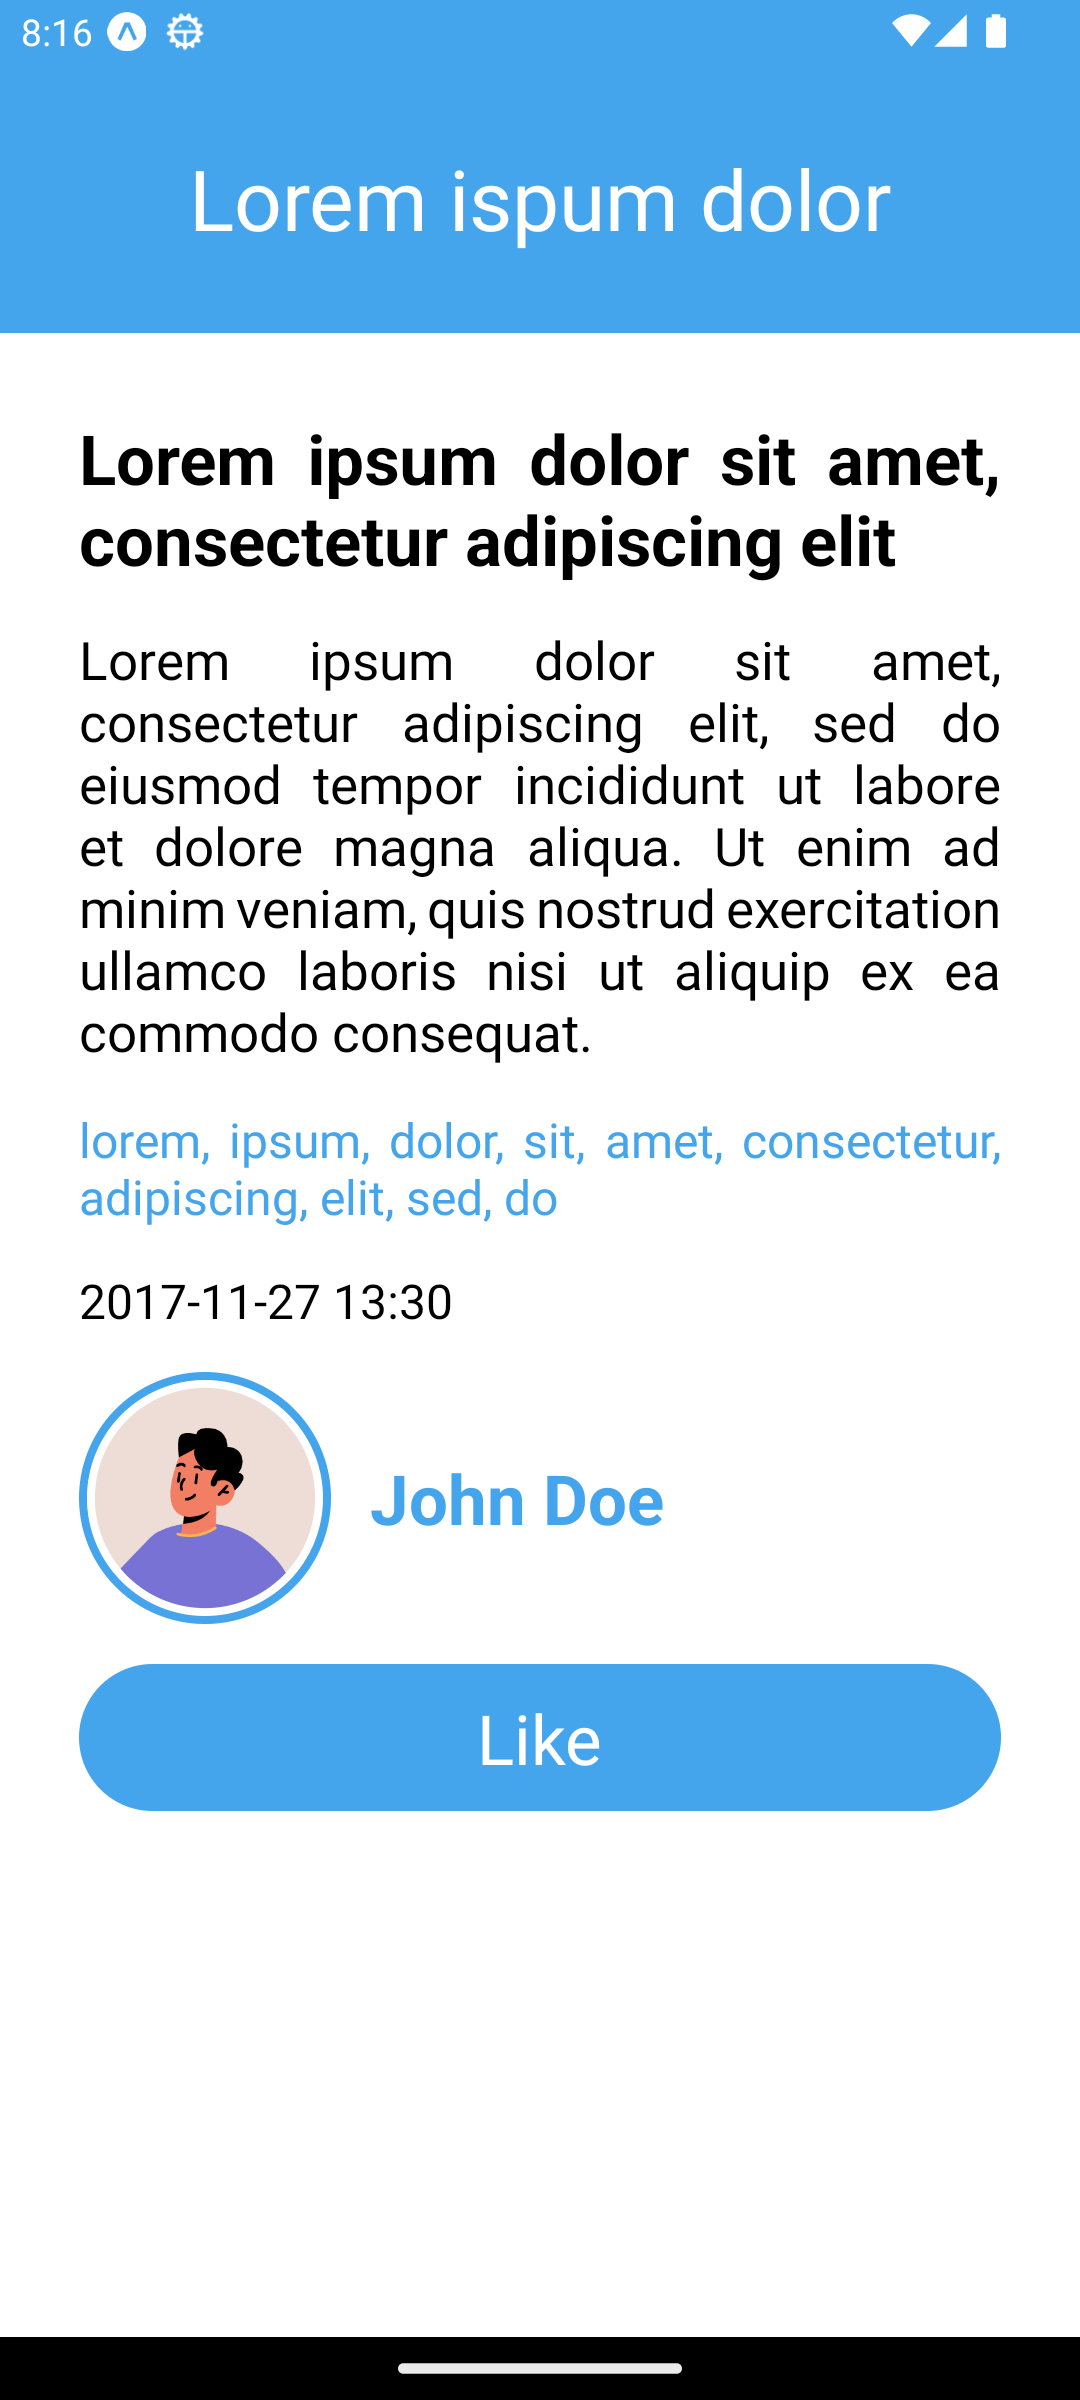 8:16
Lorem ispum dolor
Lorem ipsum dolor sit amet,
consectetur adipiscing elit
Lorem ipsum dolor sit amet,
consectetur adipiscing elit, sed do
eiusmod tempor incididunt ut labore
et dolore magna aliqua. Ut enim ad
minim veniam, quis nostrud exercitation
ullamco laboris nisi ut aliquip ex ea
commodo consequat.
lorem, ipsum, dolor, sit, amet, consectetur,
adipiscing, elit, sed, do
2017-11-27 13:30
John Doe
Like